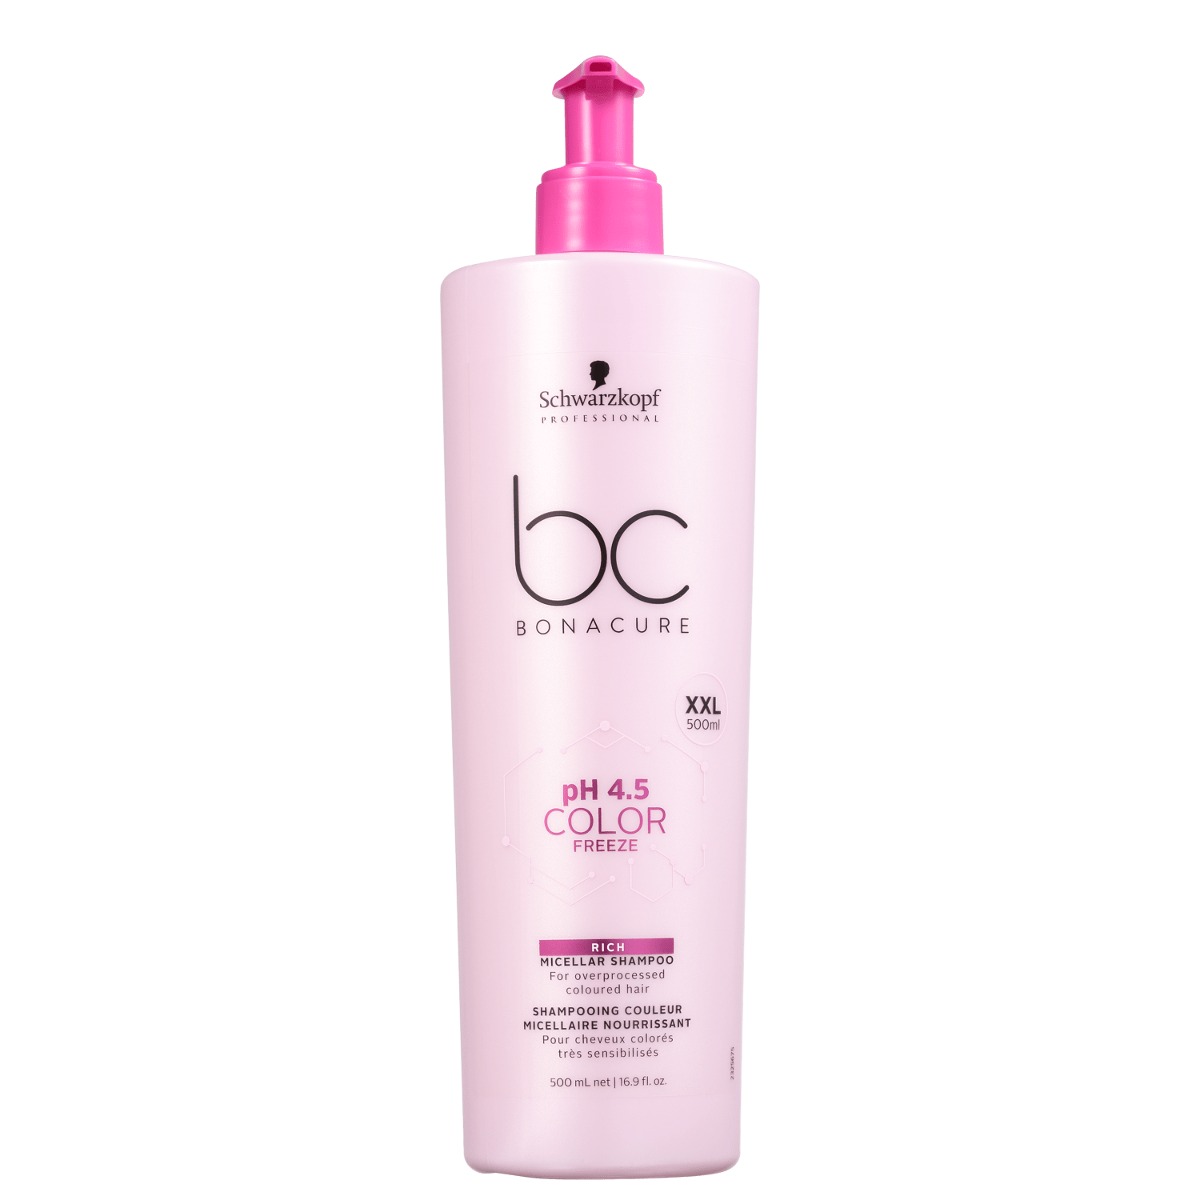 Schwarzkopf
PROFESSIONAL
bc
BONACURE
XXL
500ml
pH 4.5
COLOR
FREEZE
RICH
MICELLAR SHAMPOO
For overprocessed
coloured hair
SHAMPOOING COULEUR
MICELLAIRE NOURRISSANT
Pour cheveux colorés
très sensibilisés
500 mL net | 16.9 fl. oz.